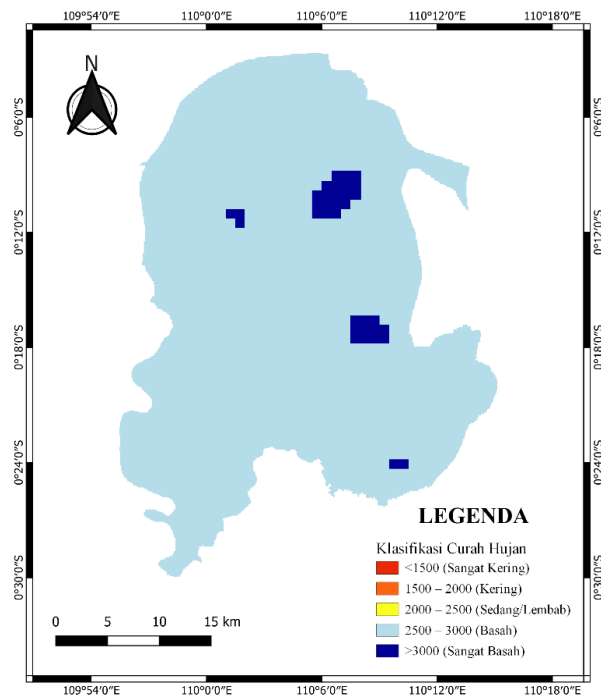 109°54'0"E 110°0'0"E 110°6'0"E 110°12'0"E 110°18'0"E
N
0°6'0"S 0°6'0"S
0°12'0"S 0°12'0"S
0°18'0"S 0°18'0"S
0°24'0"S 0°24'0"S
0°30'0"S 0°30'0"S
LEGENDA
Klasifikasi Curah Hujan
<1500 (Sangat Kering)
1500 – 2000 (Kering)
2000 – 2500 (Sedang/Lembab)
2500 – 3000 (Basah)
>3000 (Sangat Basah)
0 5 10 15 km
109°54'0"E 110°0'0"E 110°6'0"E 110°12'0"E 110°18'0"E